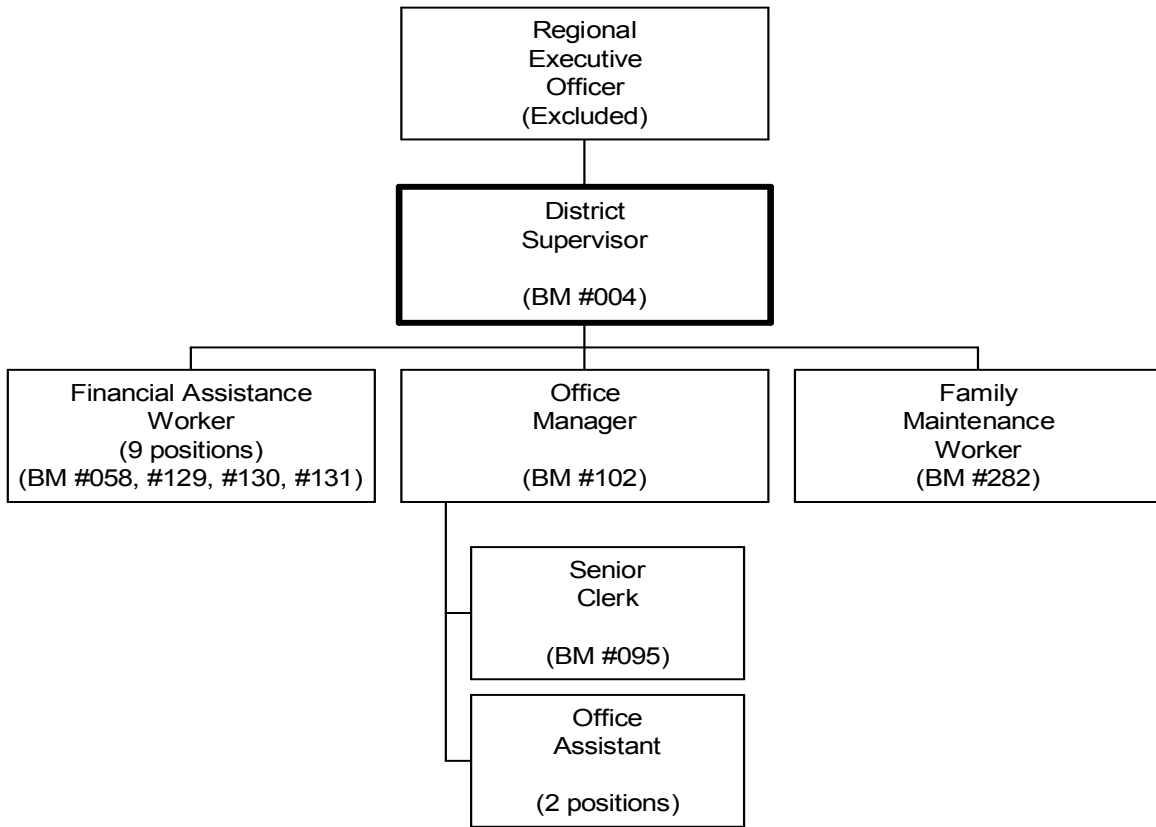 Regional
Executive
Officer
(Excluded)
District
Supervisor
(BM #004)
Financial Assistance
Worker
(9 positions)
(BM #058, #129, #130, #131)
Office
Manager
(BM #102)
Family
Maintenance
Worker
(BM #282)
Senior
Clerk
(BM #095)
Office
Assistant
(2 positions)